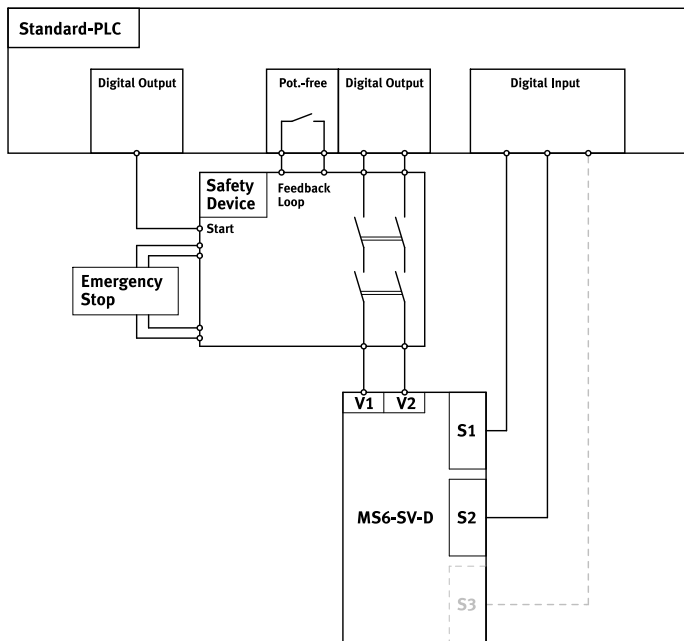 Standard-PLC
Digital Output
Pot.-free
Digital Output
Digital Input
Safety
Device
Feedback
Loop
Start
Emergency
Stop
V1
V2
S1
MS6-SV-D
S2
S3